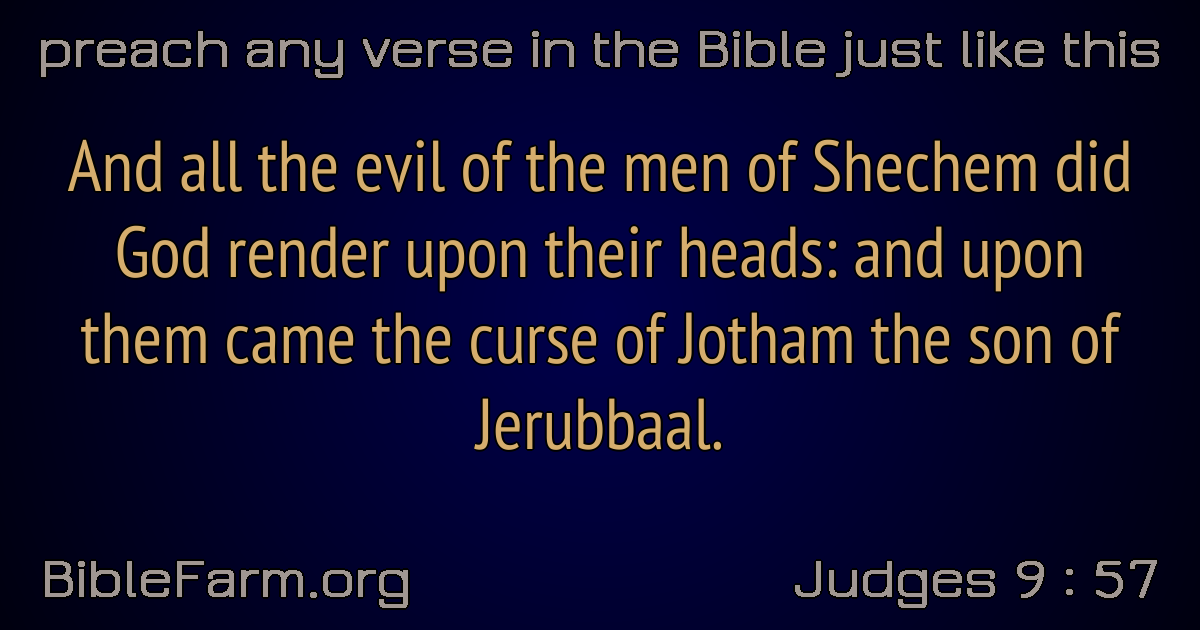 preach any verse in the Bible just like this
And all the evil of the men of Shechem did
God render upon their heads: and upon
them came the curse of Jotham the son of
Jerubbaal.
BibleFarm.org
Judges 9 : 57